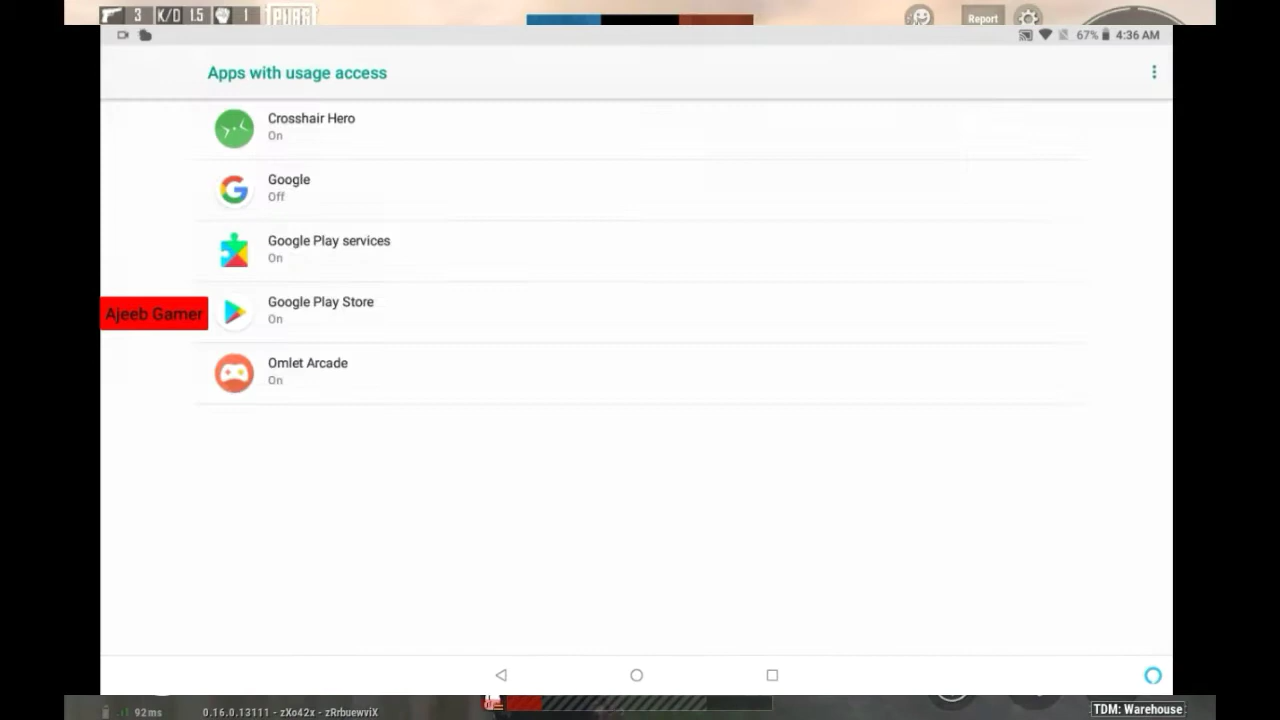 3 K/D 1.5 1 PUBG
Report
67% 4:36 AM
Apps with usage access
Crosshair Hero
On
Google
Off
Google Play services
On
Ajeeb Gamer
Google Play Store
On
Omlet Arcade
On
92ms 0.16.0.13111 - zXo42x - zRrbuewviX
TDM: Warehouse